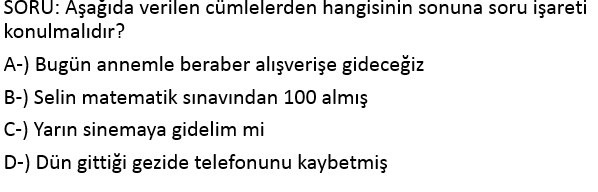 SORU: Aşağıda verilen cümlelerden hangisinin sonuna soru işareti
konulmalıdır?
A-) Bugün annemle beraber alışverişe gideceğiz
B-) Selin matematik sınavından 100 almış
C-) Yarın sinemaya gidelim mi
D-) Dün gittiği gezide telefonunu kaybetmiş